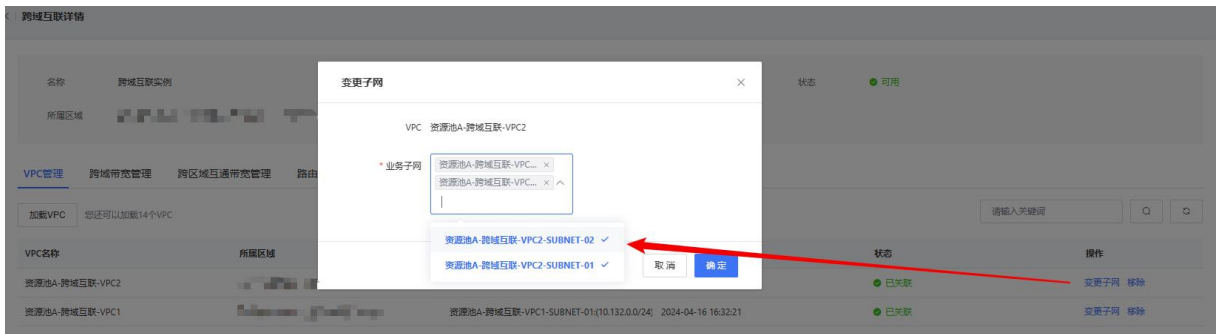 跨域互联详情
名称 跨域互联实例 状态 可用
所属区域
变更子网
VPC 资源池A-跨域互联-VPC2
* 业务子网 资源池A-跨域互联-VPC... ×
资源池A-跨域互联-VPC... ×
资源池A-跨域互联-VPC2-SUBNET-02
资源池A-跨域互联-VPC2-SUBNET-01
取消 确定
VPC管理 跨域带宽管理 跨区域互通带宽管理 路由
加载VPC 您还可以加载14个VPC 请输入关键词
VPC名称 所属区域 状态 操作
资源池A-跨域互联-VPC2 已关联 变更子网 移除
资源池A-跨域互联-VPC1 资源池A-跨域互联-VPC1-SUBNET-01:(10.132.0.0/24) 2024-04-16 16:32:21 已关联 变更子网 移除